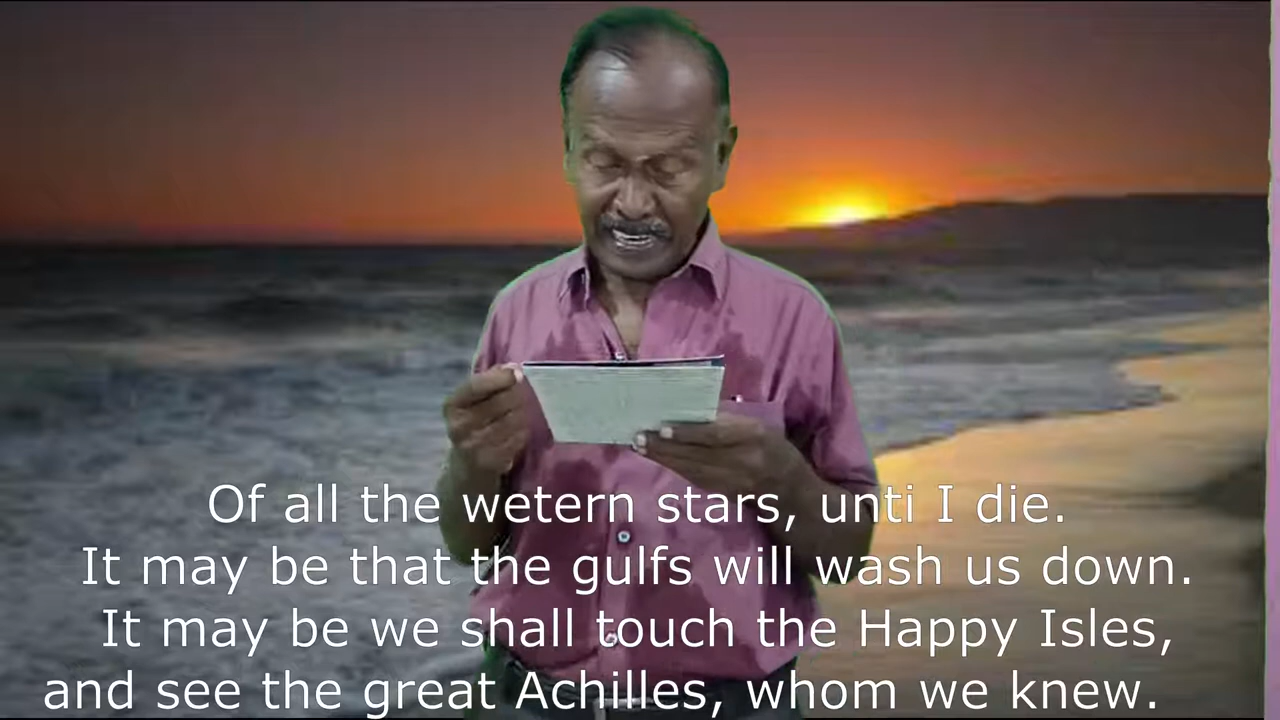 Of all the wetern stars, unti I die.
It may be that the gulfs will wash us down.
It may be we shall touch the Happy Isles,
and see the great Achilles, whom we knew.